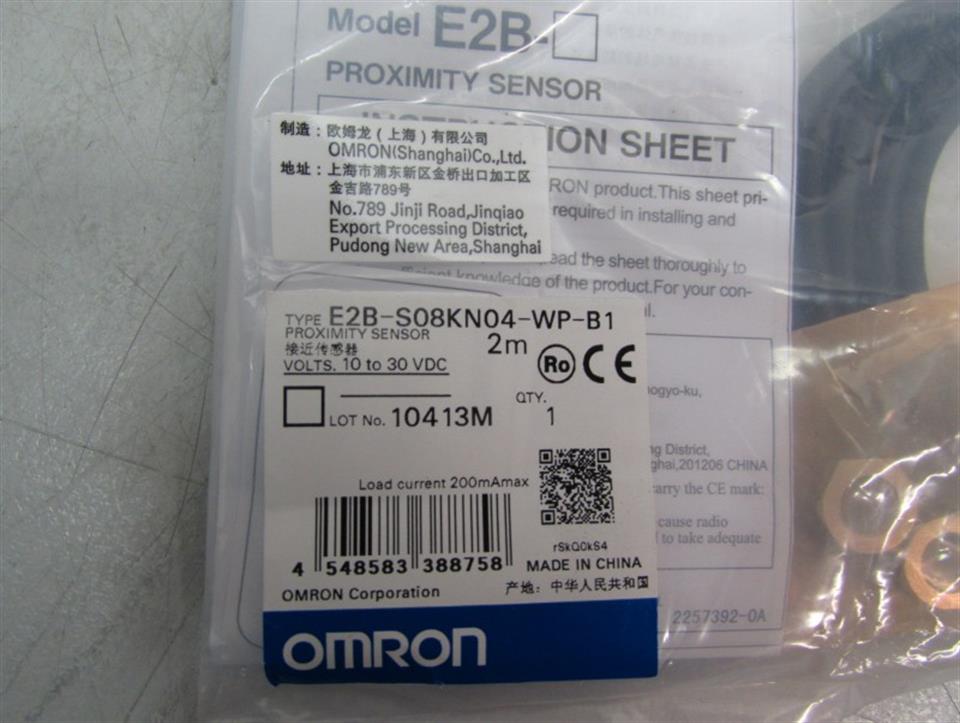 Model E2B-□
PROXIMITY SENSOR
INSTRUCTION SHEET
制造：欧姆龙（上海）有限公司
OMRON(Shanghai)Co.,Ltd.
地址：上海市浦东新区金桥出口加工区
金吉路789号
No.789 Jinji Road,Jinqiao
Export Processing District,
Pudong New Area,Shanghai
RON product.This sheet pri-
required in installing and
ead the sheet thoroughly to
knowledge of the product.For your con-
TYPE E2B-S08KN04-WP-B1
PROXIMITY SENSOR 2m
接近传感器
VOLTS. 10 to 30 VDC
Ro CE
QTY.
LOT No. 10413M 1
Load current 200mAmax
rSkQ0kS4
4 548583 388758
MADE IN CHINA
OMRON Corporation
产地：中华人民共和国
OMRON
ogyo-ku,
ng District,
ghai,201206 CHINA
carry the CE mark:
cause radio
to take adequate
2257392-0A